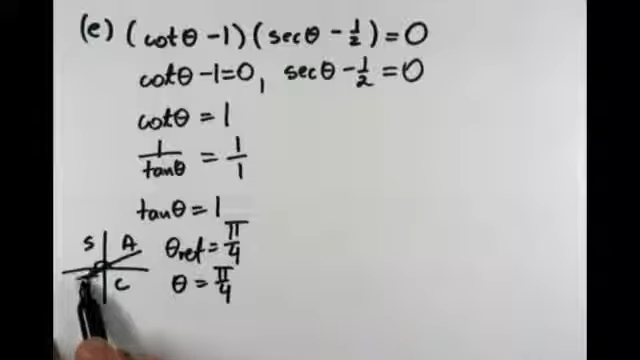 (e) (cotθ - 1)(secθ - 1/2) = 0
cotθ - 1 = 0, secθ - 1/2 = 0
cotθ = 1
1/tanθ = 1/1
tanθ = 1
θref = π/4
θ = π/4
S A
C